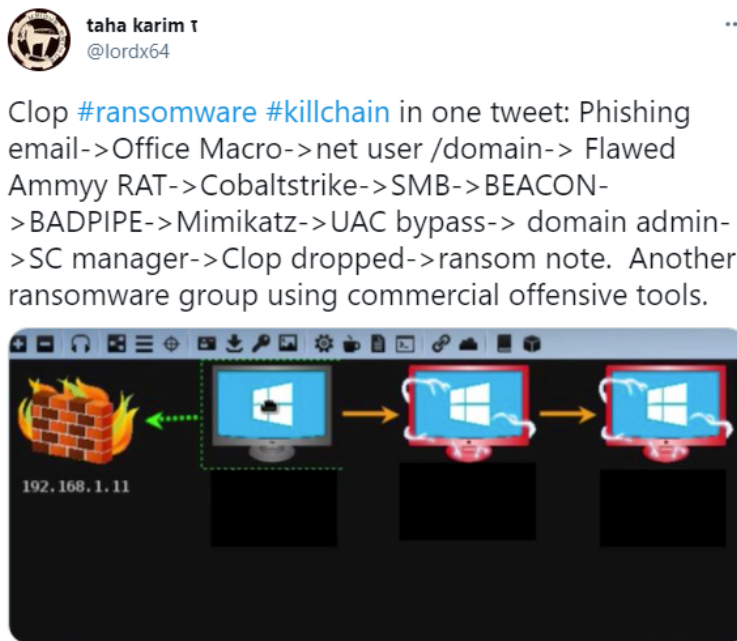 taha karim τ
@lordx64
Clop #ransomware #killchain in one tweet: Phishing
email->Office Macro->net user /domain-> Flawed
Ammyy RAT->Cobaltstrike->SMB->BEACON-
>BADPIPE->Mimikatz->UAC bypass-> domain admin-
>SC manager->Clop dropped->ransom note.  Another
ransomware group using commercial offensive tools.
192.168.1.11